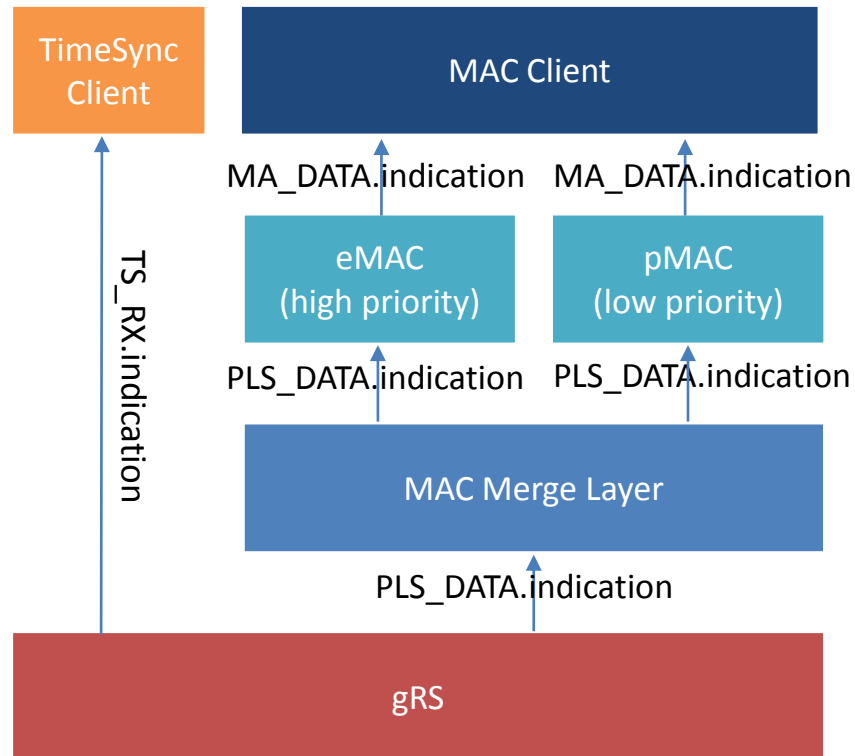 TimeSync
Client
MAC Client
MA_DATA.indication
MA_DATA.indication
eMAC
(high priority)
pMAC
(low priority)
TS_RX.indication
PLS_DATA.indication
PLS_DATA.indication
MAC Merge Layer
PLS_DATA.indication
gRS